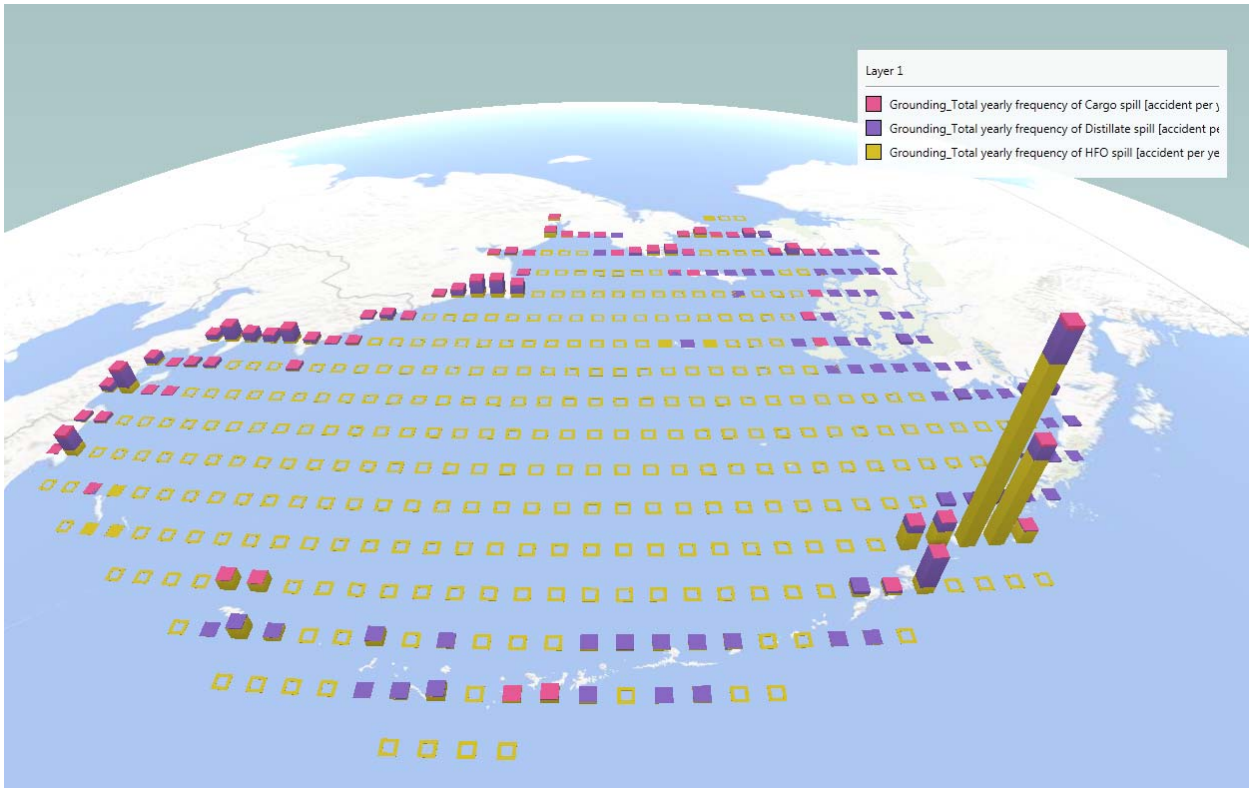 Layer 1
Grounding_Total yearly frequency of Cargo spill [accident per y
Grounding_Total yearly frequency of Distillate spill [accident pe
Grounding_Total yearly frequency of HFO spill [accident per ye